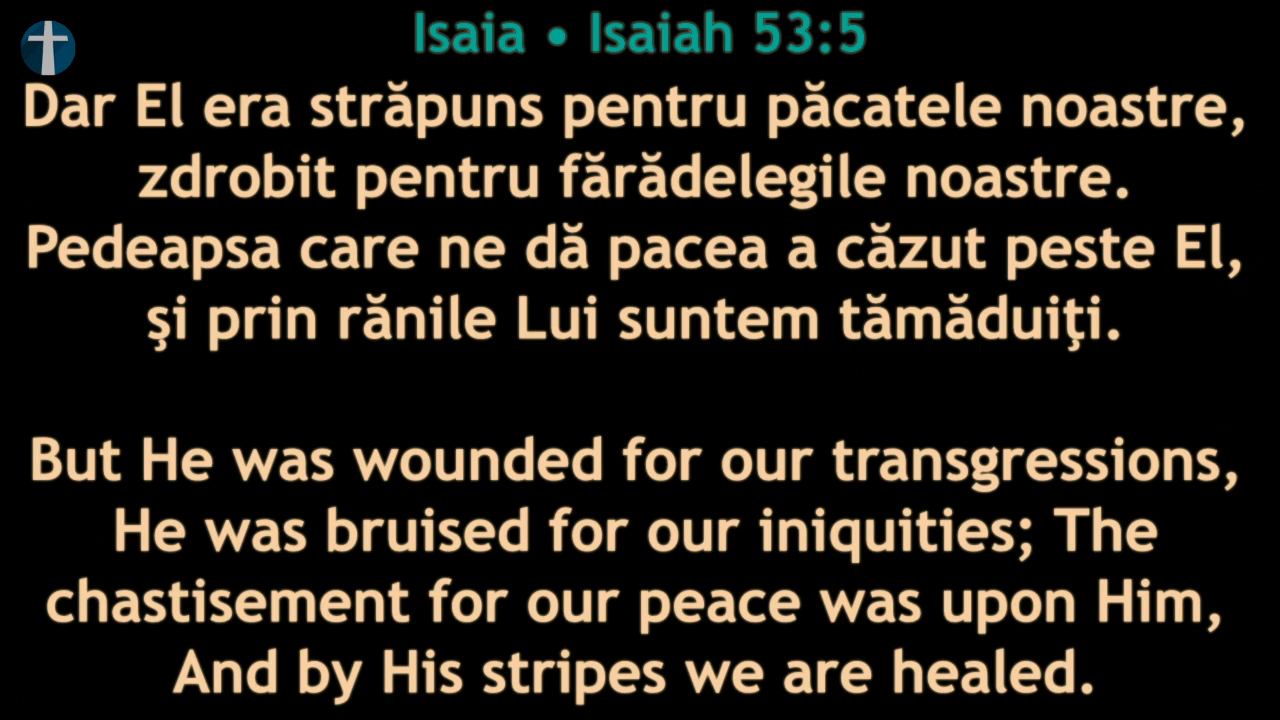 Isaia • Isaiah 53:5
Dar El era străpuns pentru păcatele noastre,
zdrobit pentru fărădelegile noastre.
Pedeapsa care ne dă pacea a căzut peste El,
şi prin rănile Lui suntem tămăduiţi.
But He was wounded for our transgressions,
He was bruised for our iniquities; The
chastisement for our peace was upon Him,
And by His stripes we are healed.